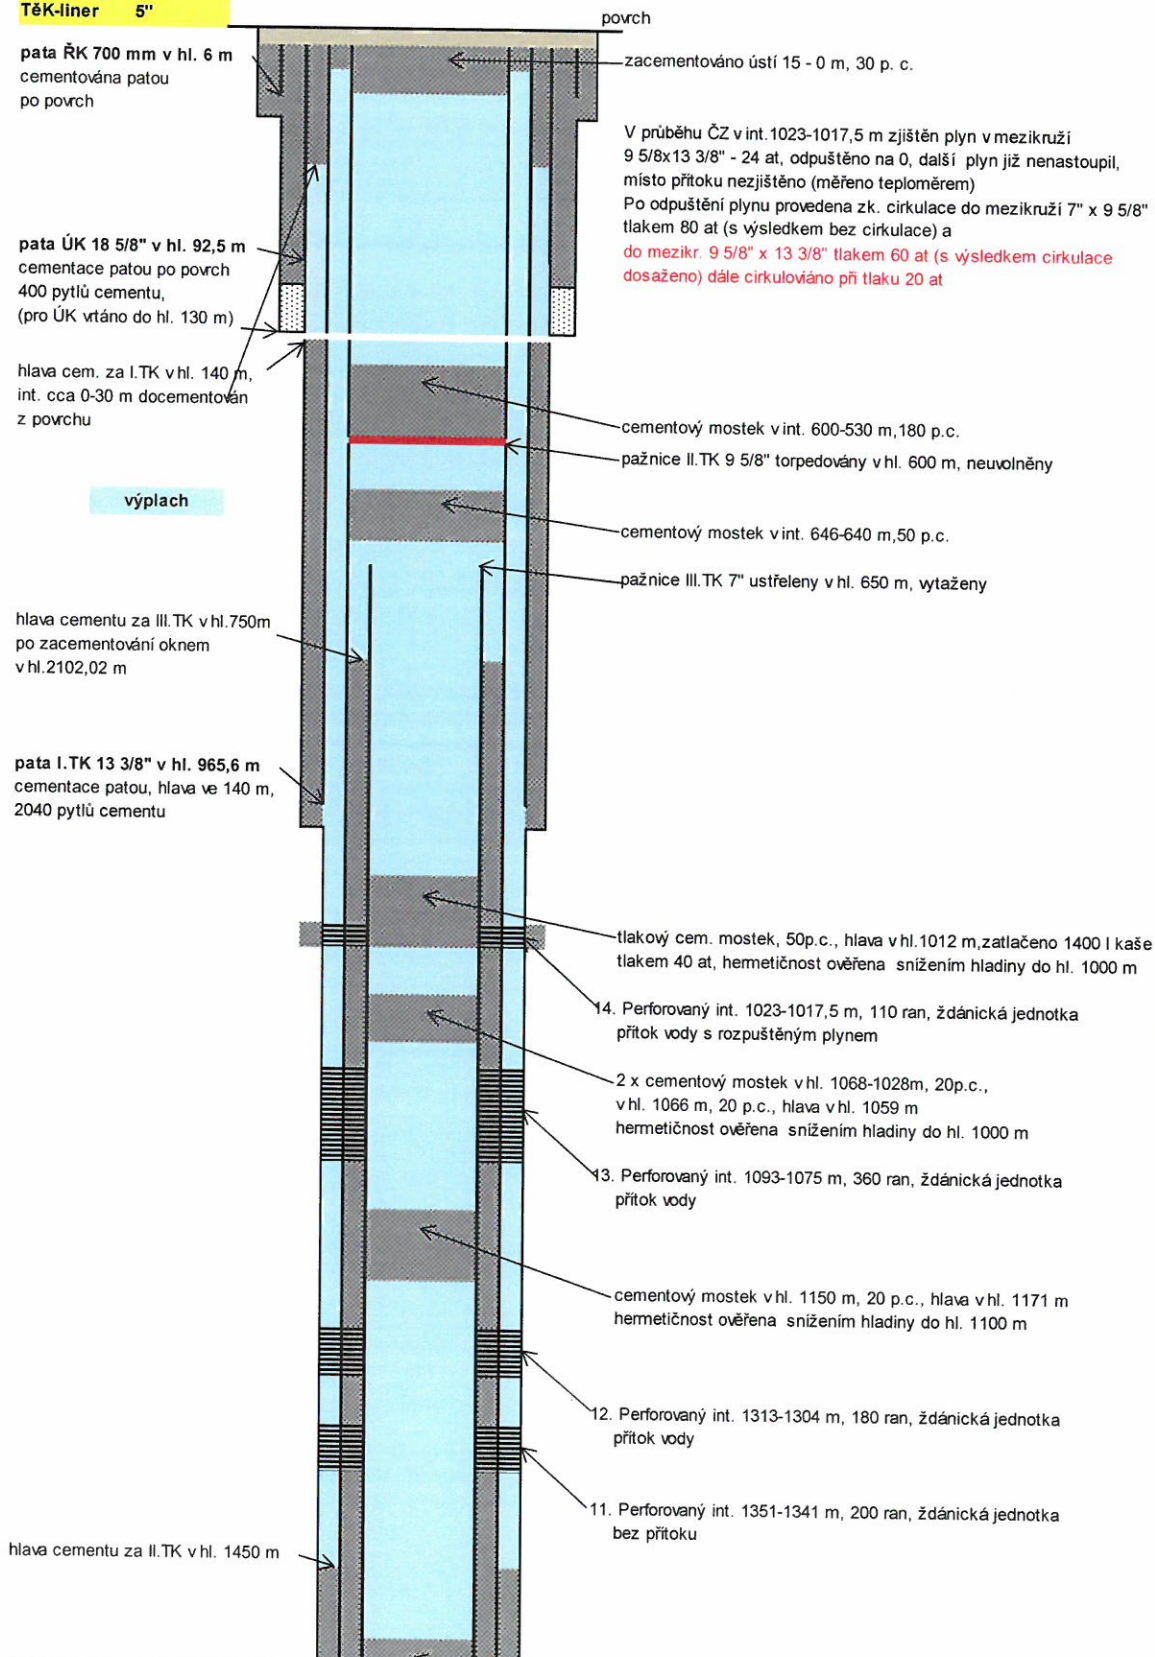 TěK-liner 5"
povrch
pata ŘK 700 mm v hl. 6 m
cementována patou
po povrch
zacementováno ústí 15 - 0 m, 30 p. c.
V průběhu ČZ v int.1023-1017,5 m zjištěn plyn v mezikruží
9 5/8x13 3/8" - 24 at, odpuštěno na 0, další plyn již nenastoupil,
místo přítoku nezjištěno (měřeno teploměrem)
Po odpuštění plynu provedena zk. cirkulace do mezikruží 7" x 9 5/8"
tlakem 80 at (s výsledkem bez cirkulace) a
do mezikr. 9 5/8" x 13 3/8" tlakem 60 at (s výsledkem cirkulace
dosaženo) dále cirkulováno při tlaku 20 at
pata ÚK 18 5/8" v hl. 92,5 m
cementace patou po povrch
400 pytlů cementu,
(pro ÚK vrtáno do hl. 130 m)
hlava cem. za I.TK v hl. 140 m,
int. cca 0-30 m docementován
z povrchu
cementový mostek v int. 600-530 m,180 p.c.
pažnice II.TK 9 5/8" torpedovány v hl. 600 m, neuvolněny
výplach
cementový mostek v int. 646-640 m,50 p.c.
pažnice III.TK 7" ustřeleny v hl. 650 m, vytaženy
hlava cementu za III.TK v hl.750m
po zacementování oknem
v hl.2102,02 m
pata I.TK 13 3/8" v hl. 965,6 m
cementace patou, hlava ve 140 m,
2040 pytlů cementu
tlakový cem. mostek, 50p.c., hlava v hl.1012 m,zatlačeno 1400 l kaše
tlakem 40 at, hermetičnost ověřena snížením hladiny do hl. 1000 m
14. Perforovaný int. 1023-1017,5 m, 110 ran, ždánická jednotka
přítok vody s rozpuštěným plynem
2 x cementový mostek v hl. 1068-1028m, 20p.c.,
v hl. 1066 m, 20 p.c., hlava v hl. 1059 m
hermetičnost ověřena snížením hladiny do hl. 1000 m
13. Perforovaný int. 1093-1075 m, 360 ran, ždánická jednotka
přítok vody
cementový mostek v hl. 1150 m, 20 p.c., hlava v hl. 1171 m
hermetičnost ověřena snížením hladiny do hl. 1100 m
12. Perforovaný int. 1313-1304 m, 180 ran, ždánická jednotka
přítok vody
11. Perforovaný int. 1351-1341 m, 200 ran, ždánická jednotka
bez přítoku
hlava cementu za II.TK v hl. 1450 m